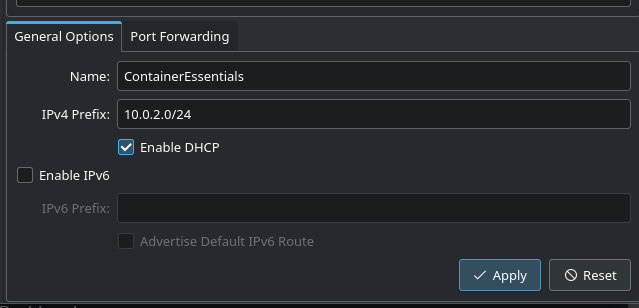 General Options
Port Forwarding
Name:
ContainerEssentials
IPv4 Prefix:
10.0.2.0/24
Enable DHCP
Enable IPv6
IPv6 Prefix:
Advertise Default IPv6 Route
Apply
Reset